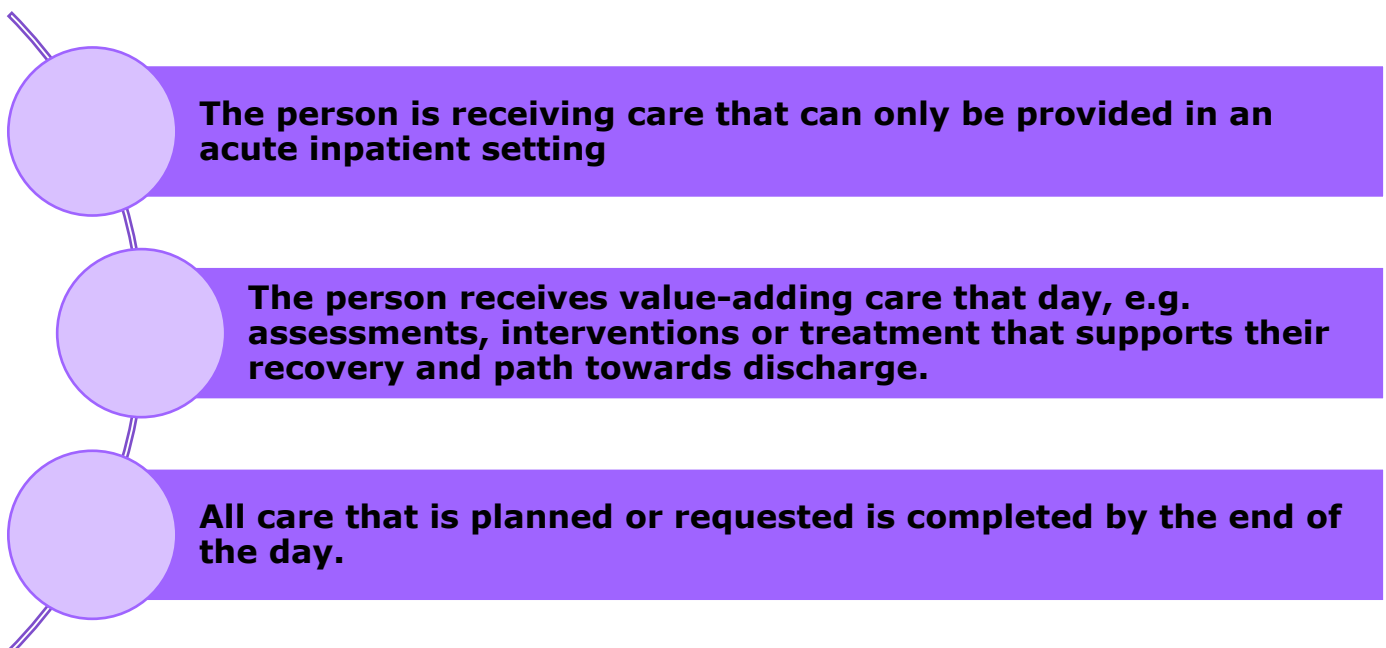 The person is receiving care that can only be provided in an
acute inpatient setting
The person receives value-adding care that day, e.g.
assessments, interventions or treatment that supports their
recovery and path towards discharge.
All care that is planned or requested is completed by the end of
the day.